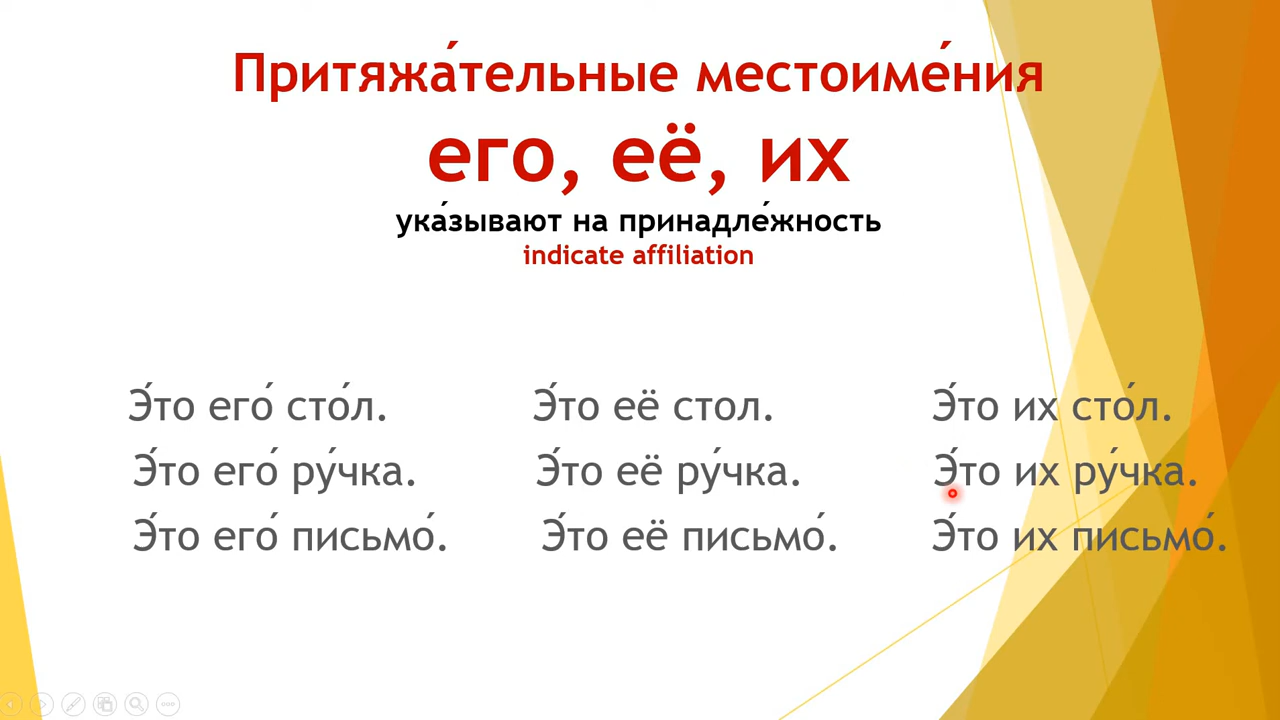 Притяжа́тельные местоиме́ния
его, её, их
ука́зывают на принадле́жность
indicate affiliation
Э́то его́ сто́л. Э́то её стол. Э́то их сто́л.
Э́то его́ ру́чка. Э́то её ру́чка. Э́то их ру́чка.
Э́то его́ письмо́. Э́то её письмо́. Э́то их письмо́.